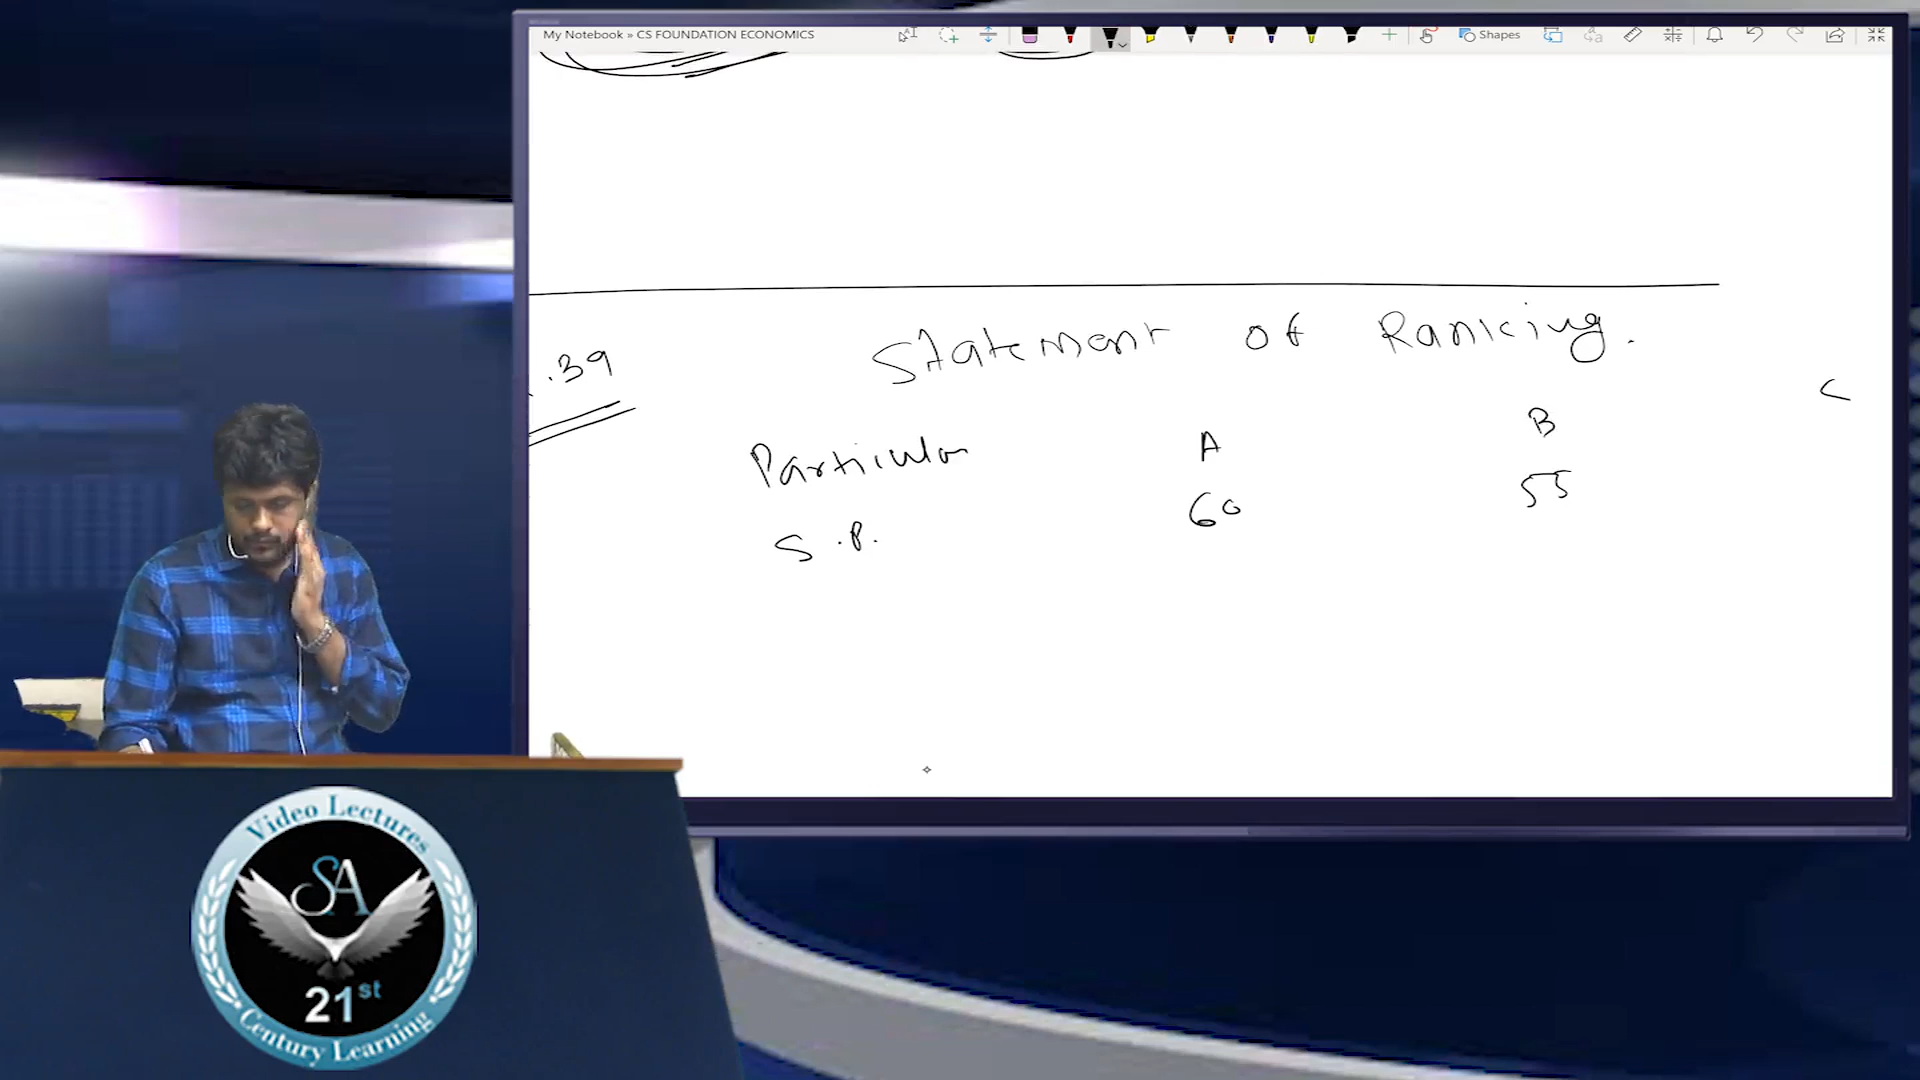 My Notebook » CS FOUNDATION ECONOMICS
Shapes
Statement of Ranking.
.39
Particular A B C
S.P. 60 55
Video Lectures
SA
21st
Century Learning